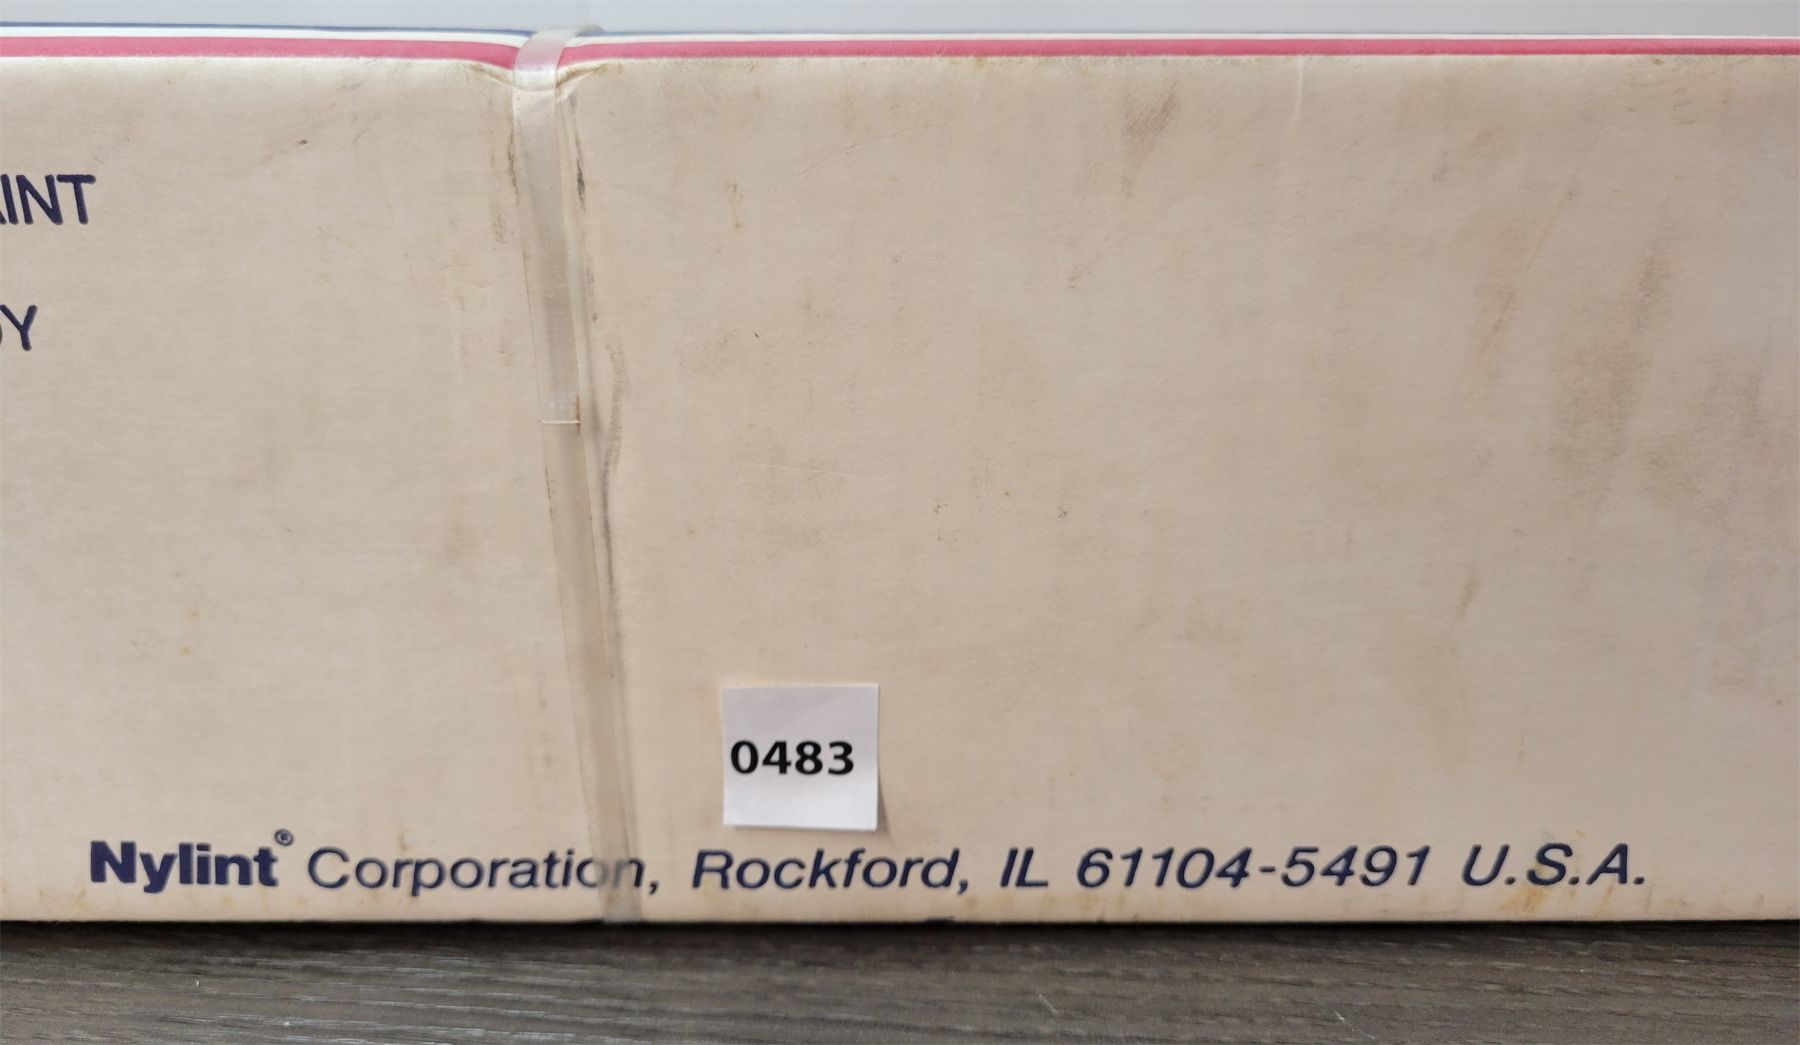 INT
Y
0483
Nylint® Corporation, Rockford, IL 61104-5491 U.S.A.